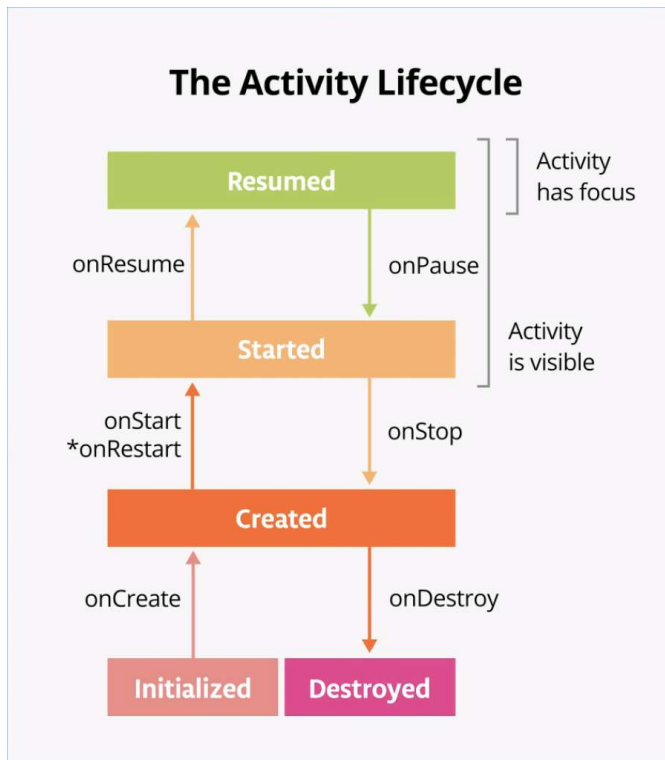 The Activity Lifecycle
Resumed
Activity
has focus
onResume
onPause
Started
Activity
is visible
onStart
*onRestart
onStop
Created
onCreate
onDestroy
Initialized
Destroyed